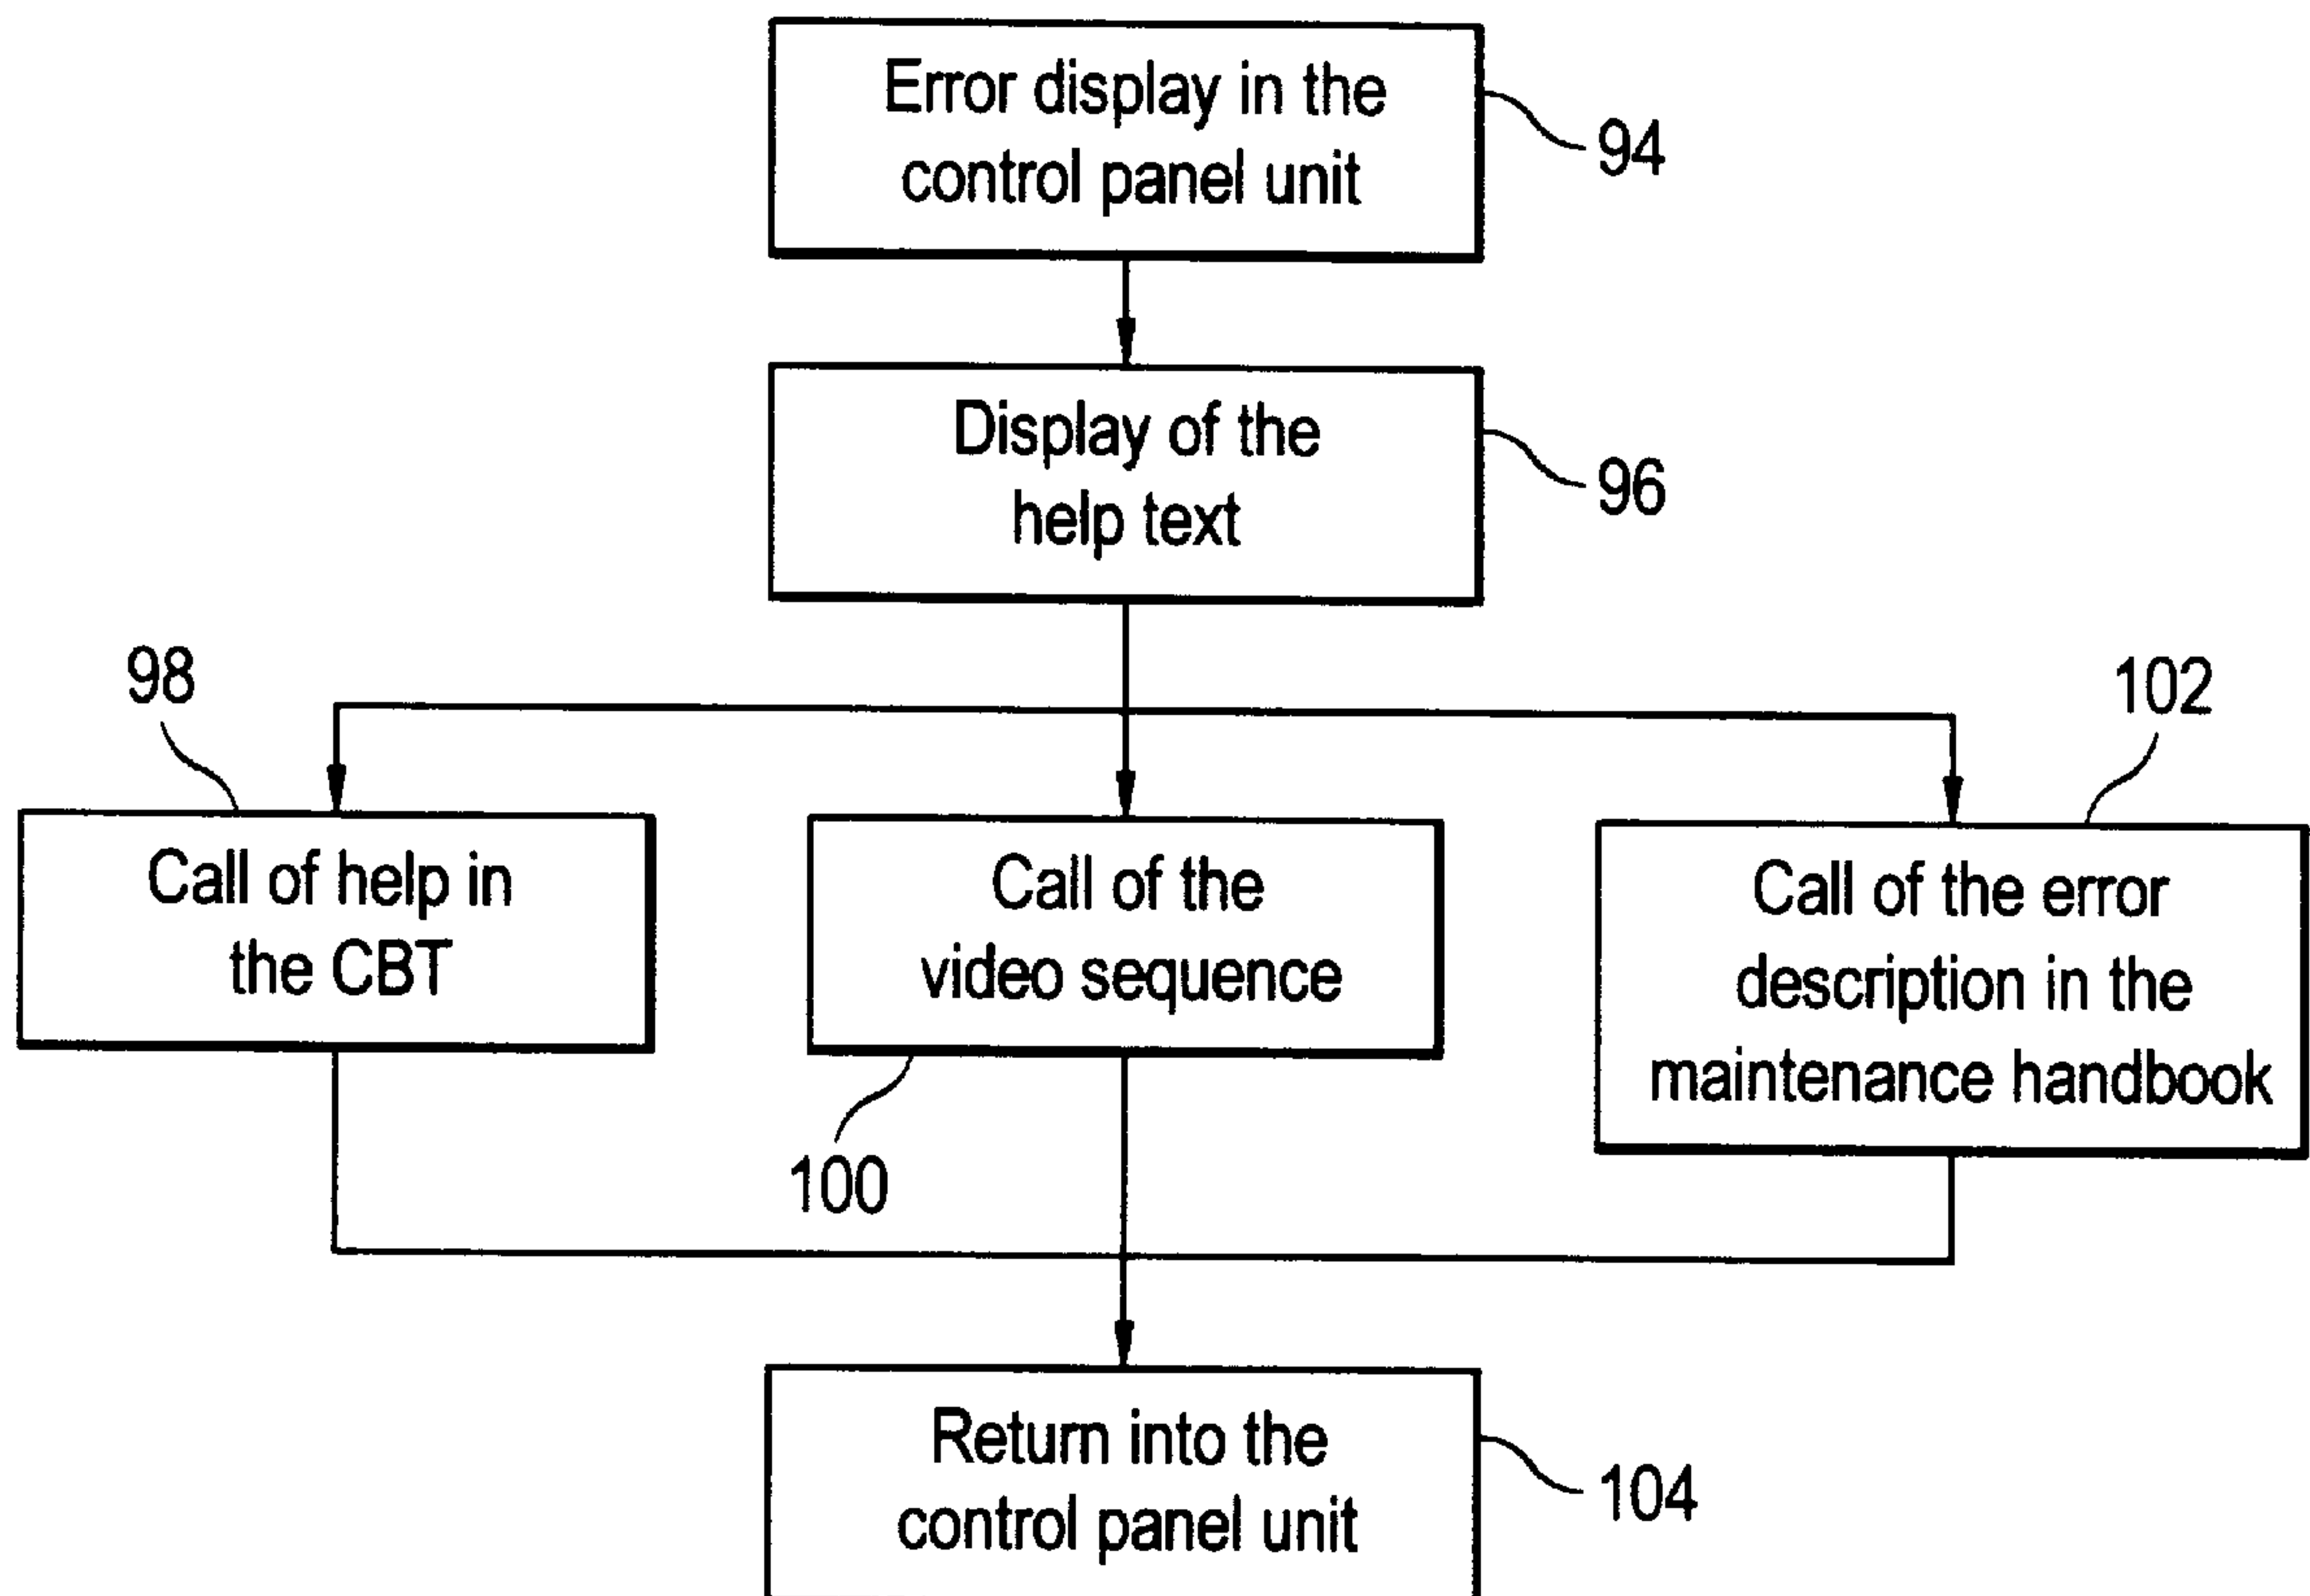 Error display in the
control panel unit
94
Display of the
help text
96
98
102
Call of help in
the CBT
Call of the
video sequence
100
Call of the error
description in the
maintenance handbook
Return into the
control panel unit
104